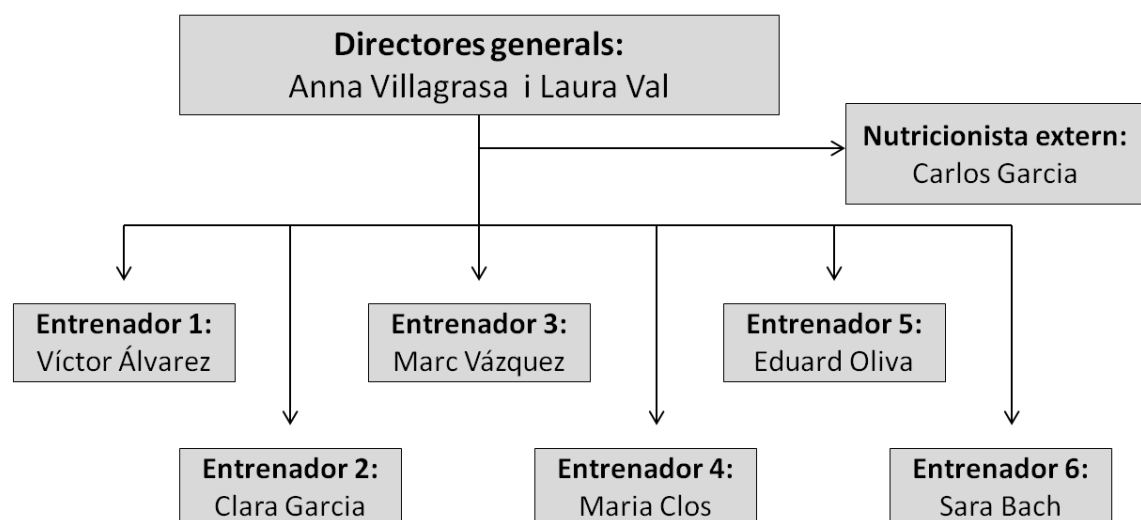 Directores generals:
Anna Villagrasa i Laura Val
Nutricionista extern:
Carlos Garcia
Entrenador 1:
Víctor Álvarez
Entrenador 3:
Marc Vázquez
Entrenador 5:
Eduard Oliva
Entrenador 2:
Clara Garcia
Entrenador 4:
Maria Clos
Entrenador 6:
Sara Bach